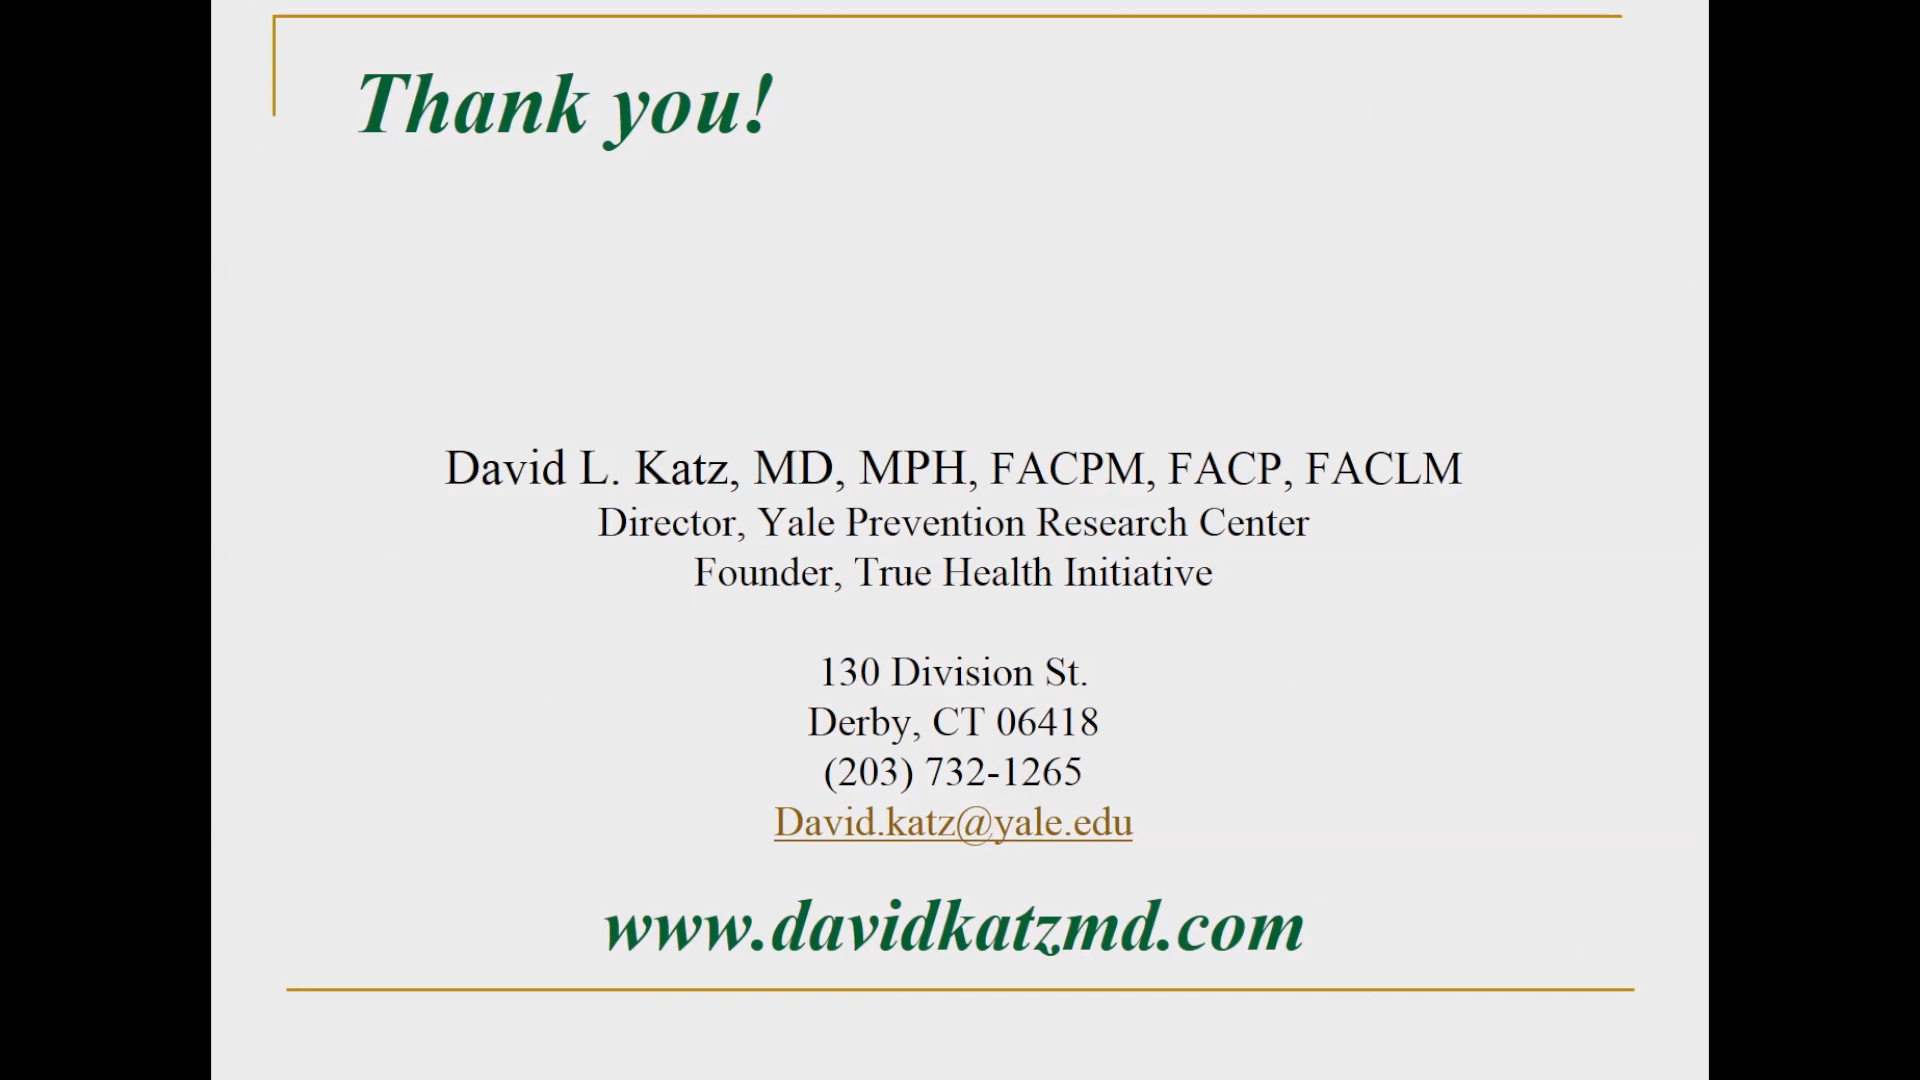 Thank you!
David L. Katz, MD, MPH, FACPM, FACP, FACLM
Director, Yale Prevention Research Center
Founder, True Health Initiative
130 Division St.
Derby, CT 06418
(203) 732-1265
David.katz@yale.edu
www.davidkatzmd.com